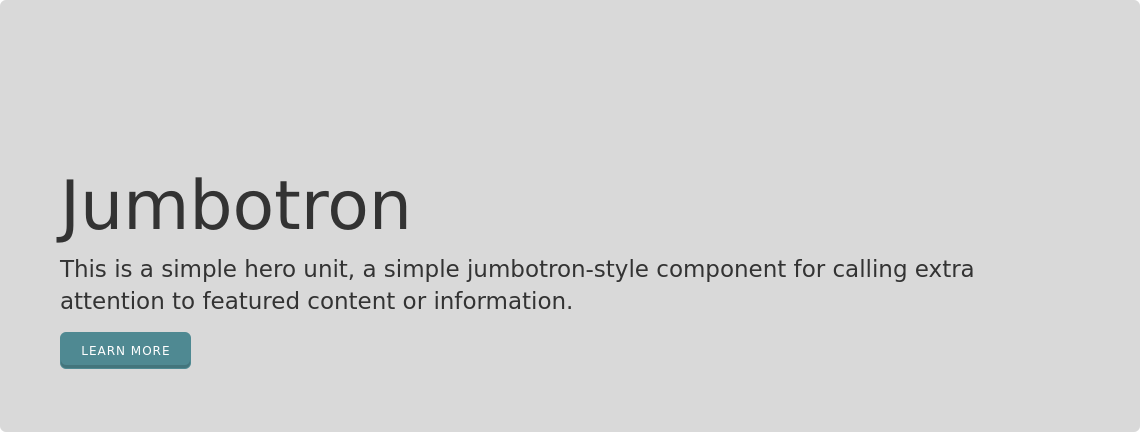 Jumbotron
This is a simple hero unit, a simple jumbotron-style component for calling extra
attention to featured content or information.
LEARN MORE